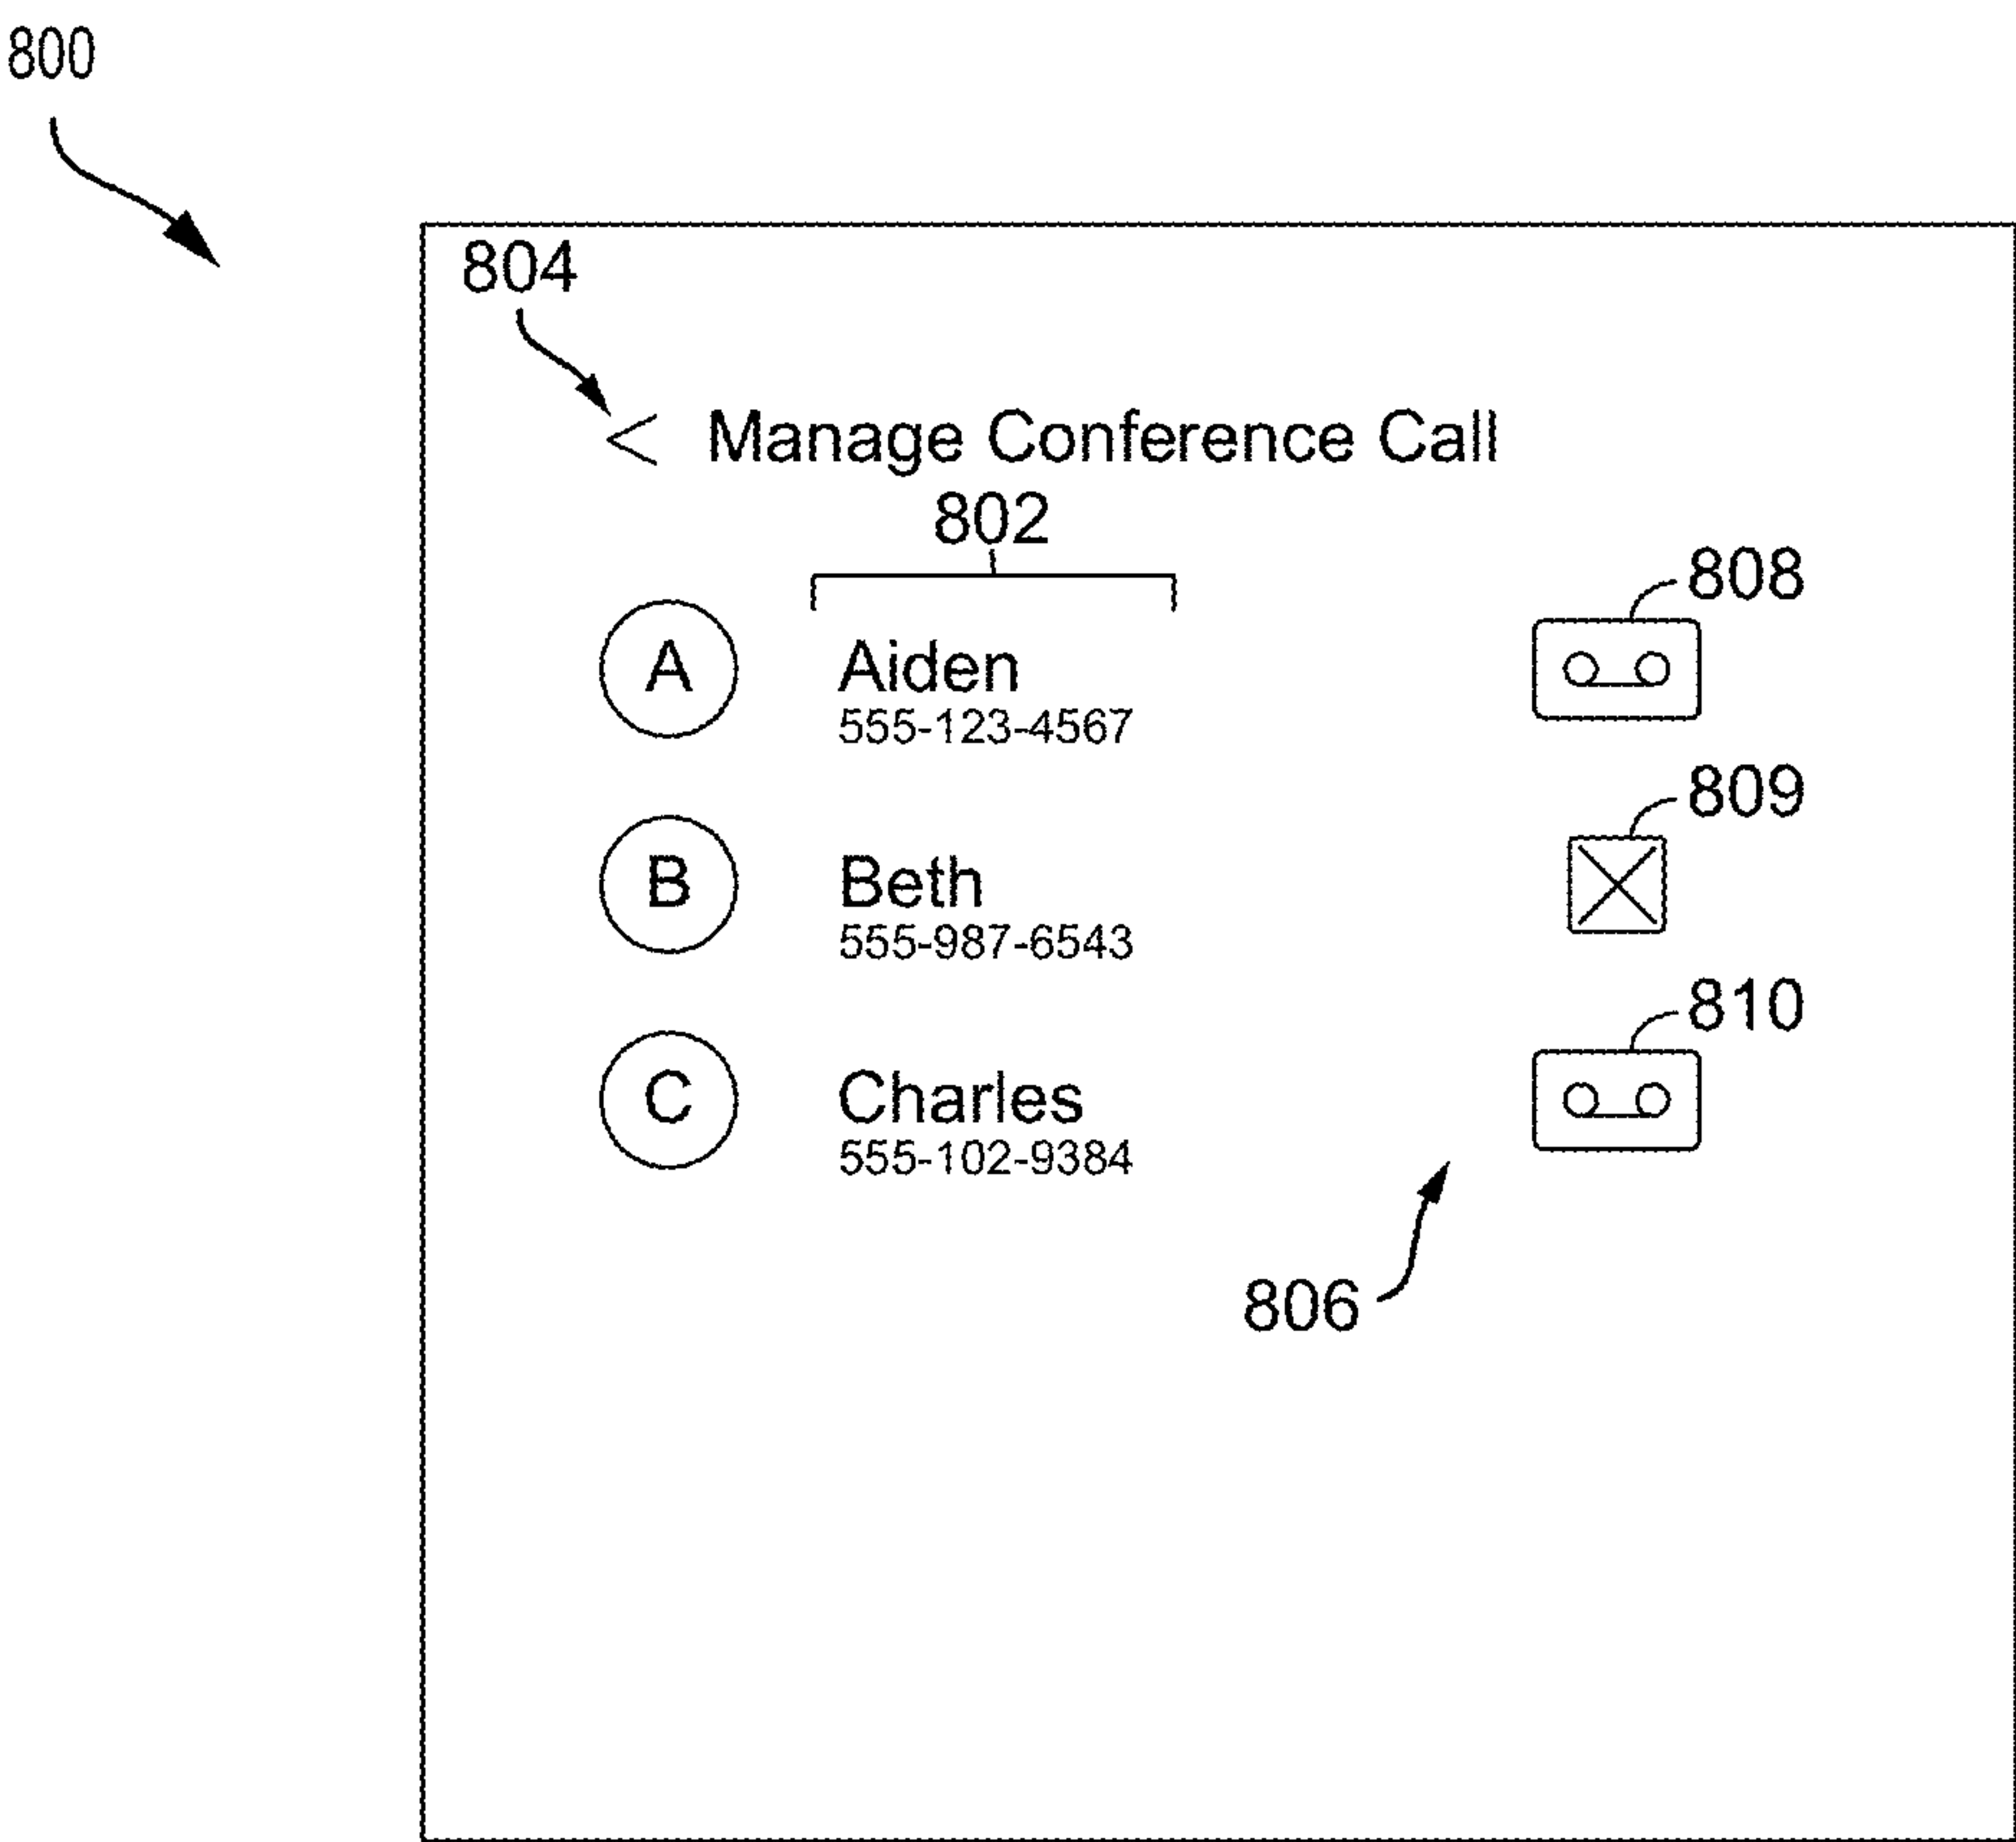 800
804
< Manage Conference Call
802
808
A Aiden
555-123-4567
809
B Beth
555-987-6543
810
C Charles
555-102-9384
806